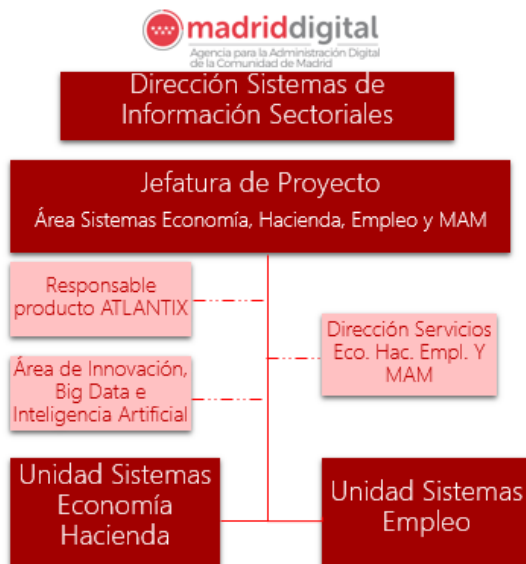 madriddigital
Agencia para la Administración Digital
de la Comunidad de Madrid
Dirección Sistemas de
Información Sectoriales
Jefatura de Proyecto
Área Sistemas Economía, Hacienda, Empleo y MAM
Responsable
producto ATLANTIX
Dirección Servicios
Eco. Hac. Empl. Y
MAM
Área de Innovación,
Big Data e
Inteligencia Artificial
Unidad Sistemas
Economía
Hacienda
Unidad Sistemas
Empleo